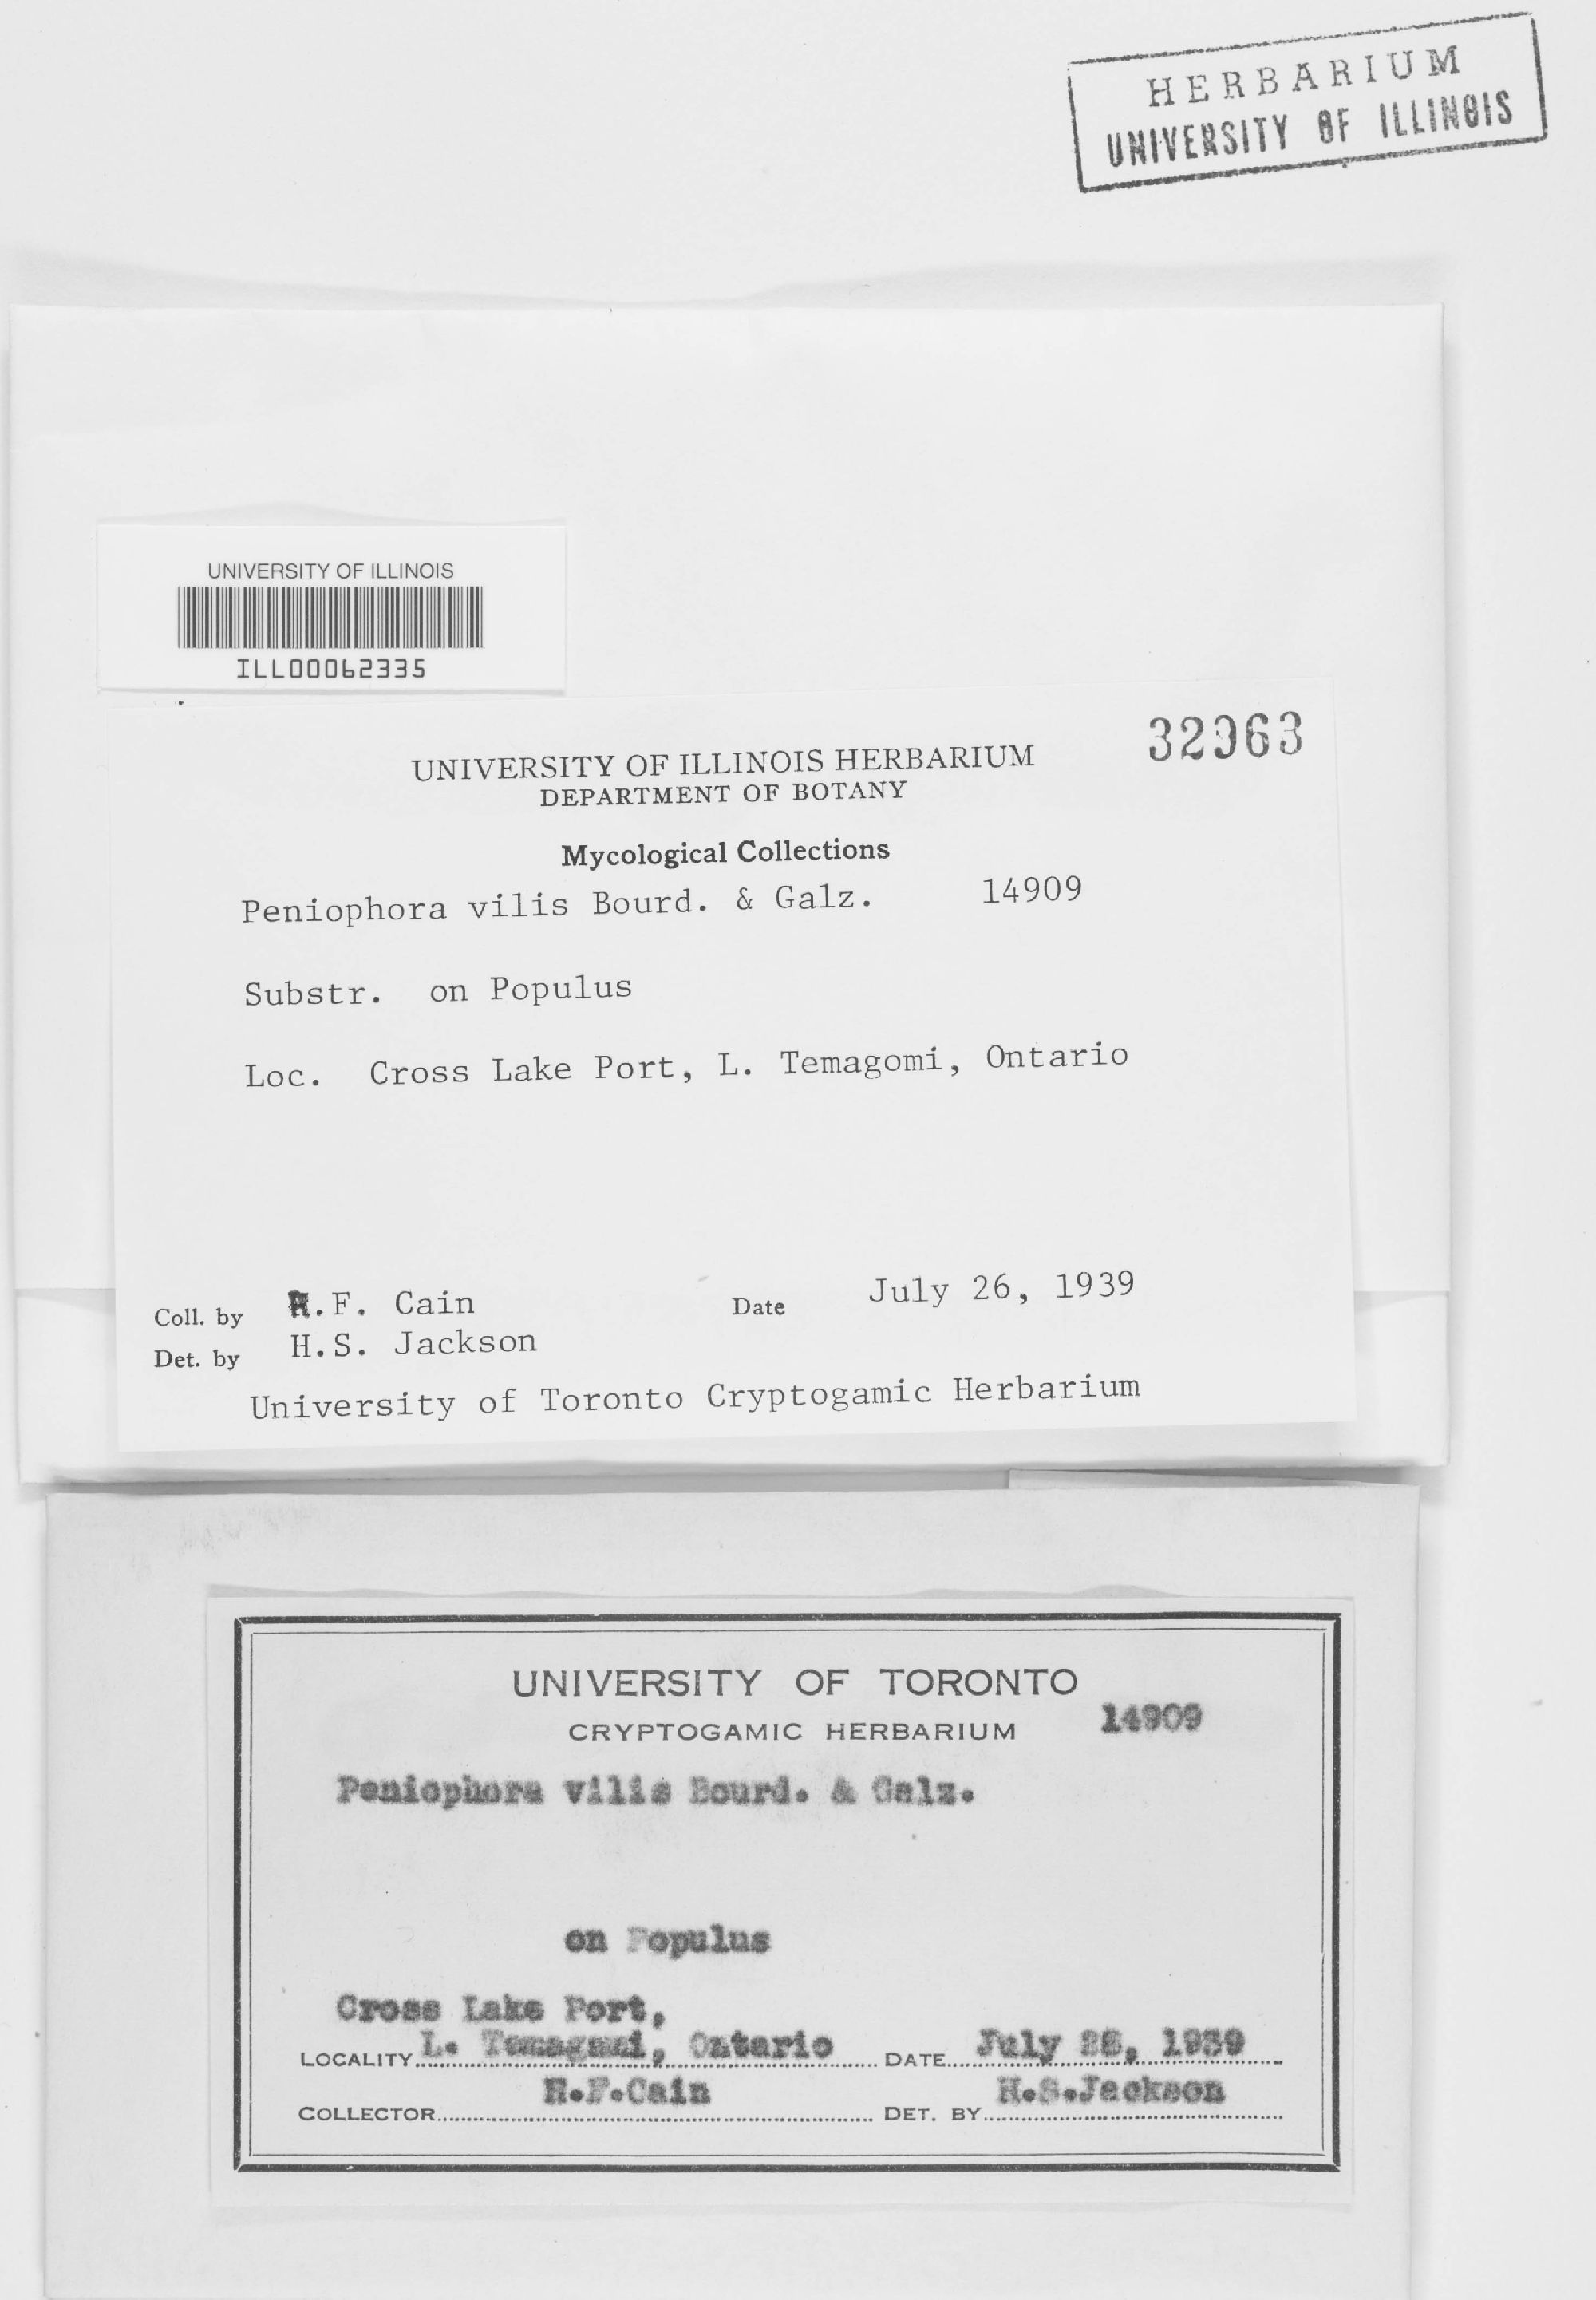 HERBARIUM
UNIVERSITY OF ILLINOIS
UNIVERSITY OF ILLINOIS
ILL00062335
32963
UNIVERSITY OF ILLINOIS HERBARIUM
DEPARTMENT OF BOTANY
Mycological Collections
Peniophora vilis Bourd. & Galz. 14909
Substr. on Populus
Loc. Cross Lake Port, L. Temagomi, Ontario
Coll. by R.F. Cain Date July 26, 1939
Det. by H.S. Jackson
University of Toronto Cryptogamic Herbarium
UNIVERSITY OF TORONTO
CRYPTOGAMIC HERBARIUM 14909
Peniophora vilis Bourd. & Galz.
on Populus
Cross Lake Port,
LOCALITY L. Temagami, Ontario DATE July 26, 1939
COLLECTOR R.F.Cain DET. BY H.S.Jackson